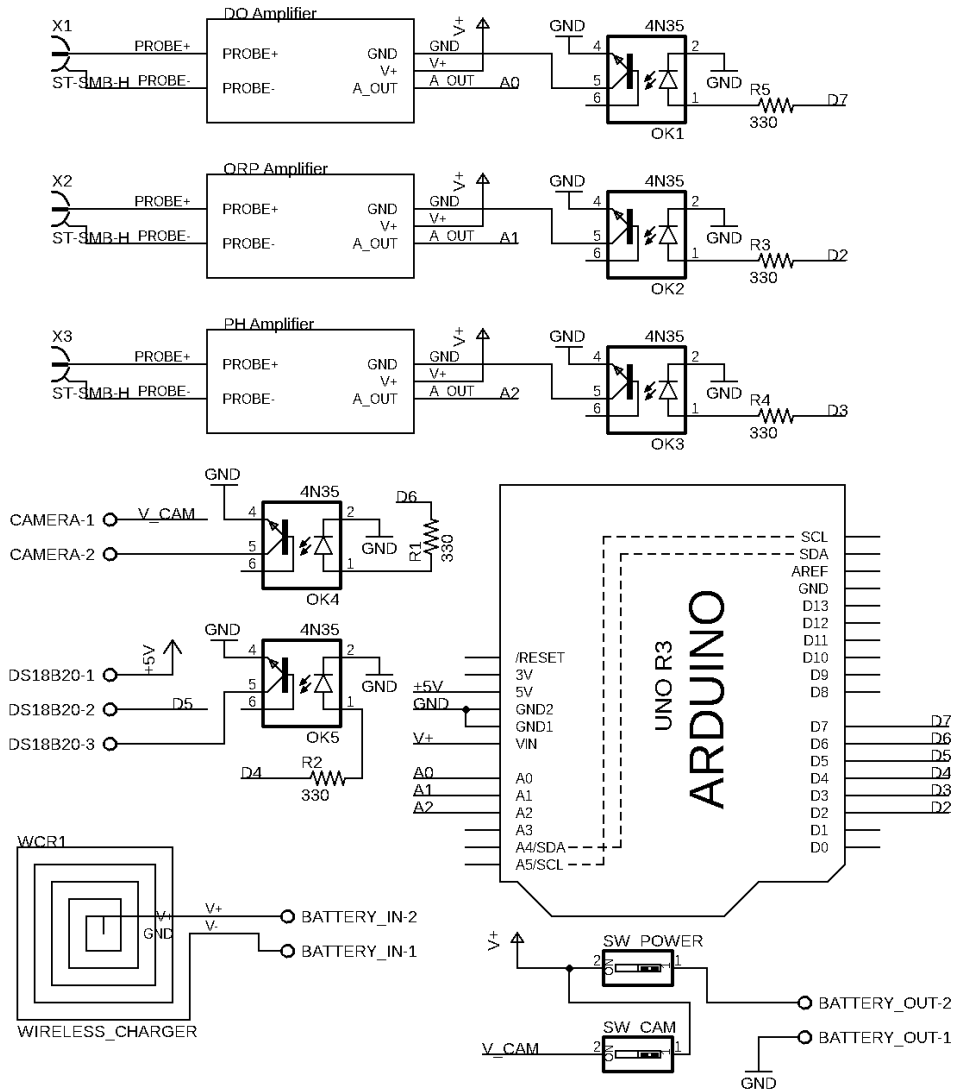 DO Amplifier
X1
PROBE+
PROBE+
GND
GND
V+
V+
V+
ST-SMB-H
PROBE-
PROBE-
A_OUT
A_OUT
A0
GND
4N35
4
2
5
GND
6
1
R5
D7
330
OK1
ORP Amplifier
X2
PROBE+
PROBE+
GND
GND
V+
V+
V+
ST-SMB-H
PROBE-
PROBE-
A_OUT
A_OUT
A1
GND
4N35
4
2
5
GND
6
1
R3
D2
330
OK2
PH Amplifier
X3
PROBE+
PROBE+
GND
GND
V+
V+
V+
ST-SMB-H
PROBE-
PROBE-
A_OUT
A_OUT
A2
GND
4N35
4
2
5
GND
6
1
R4
D3
330
OK3
GND
4N35
D6
CAMERA-1
V_CAM
4
2
CAMERA-2
5
GND
6
1
R1
330
OK4
GND
4N35
DS18B20-1
+5V
4
2
DS18B20-2
D5
5
GND
6
1
DS18B20-3
OK5
D4
R2
330
UNO R3
ARDUINO
/RESET
3V
+5V
5V
GND
GND2
GND1
V+
VIN
A0
A0
A1
A1
A2
A2
A3
A4/SDA
A5/SCL
SCL
SDA
AREF
GND
D13
D12
D11
D10
D9
D8
D7
D7
D6
D6
D5
D5
D4
D4
D3
D3
D2
D2
D1
D0
WCR1
V+
V+
BATTERY_IN-2
GND
V-
BATTERY_IN-1
WIRELESS_CHARGER
V+
SW_POWER
2
ON
1
1
BATTERY_OUT-2
SW_CAM
BATTERY_OUT-1
V_CAM
2
ON
1
1
GND